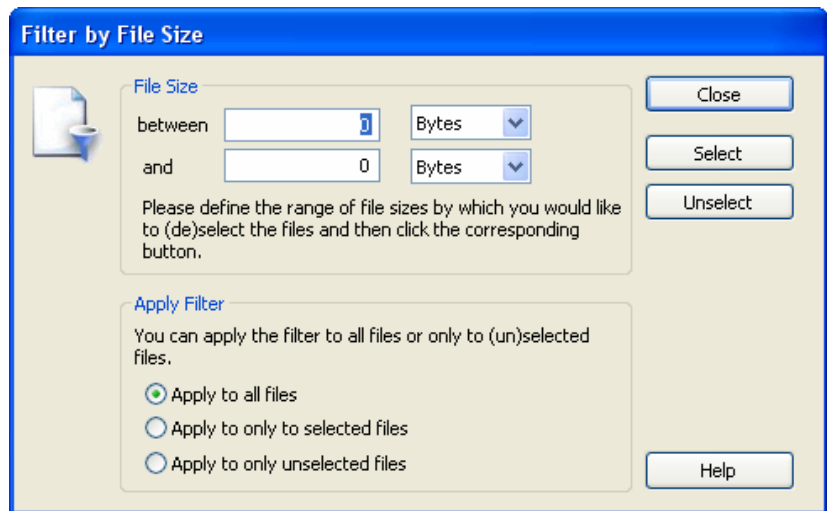 Filter by File Size
File Size
between 0 Bytes
and 0 Bytes
Please define the range of file sizes by which you would like
to (de)select the files and then click the corresponding
button.
Close
Select
Unselect
Apply Filter
You can apply the filter to all files or only to (un)selected
files.
Apply to all files
Apply to only to selected files
Apply to only unselected files
Help